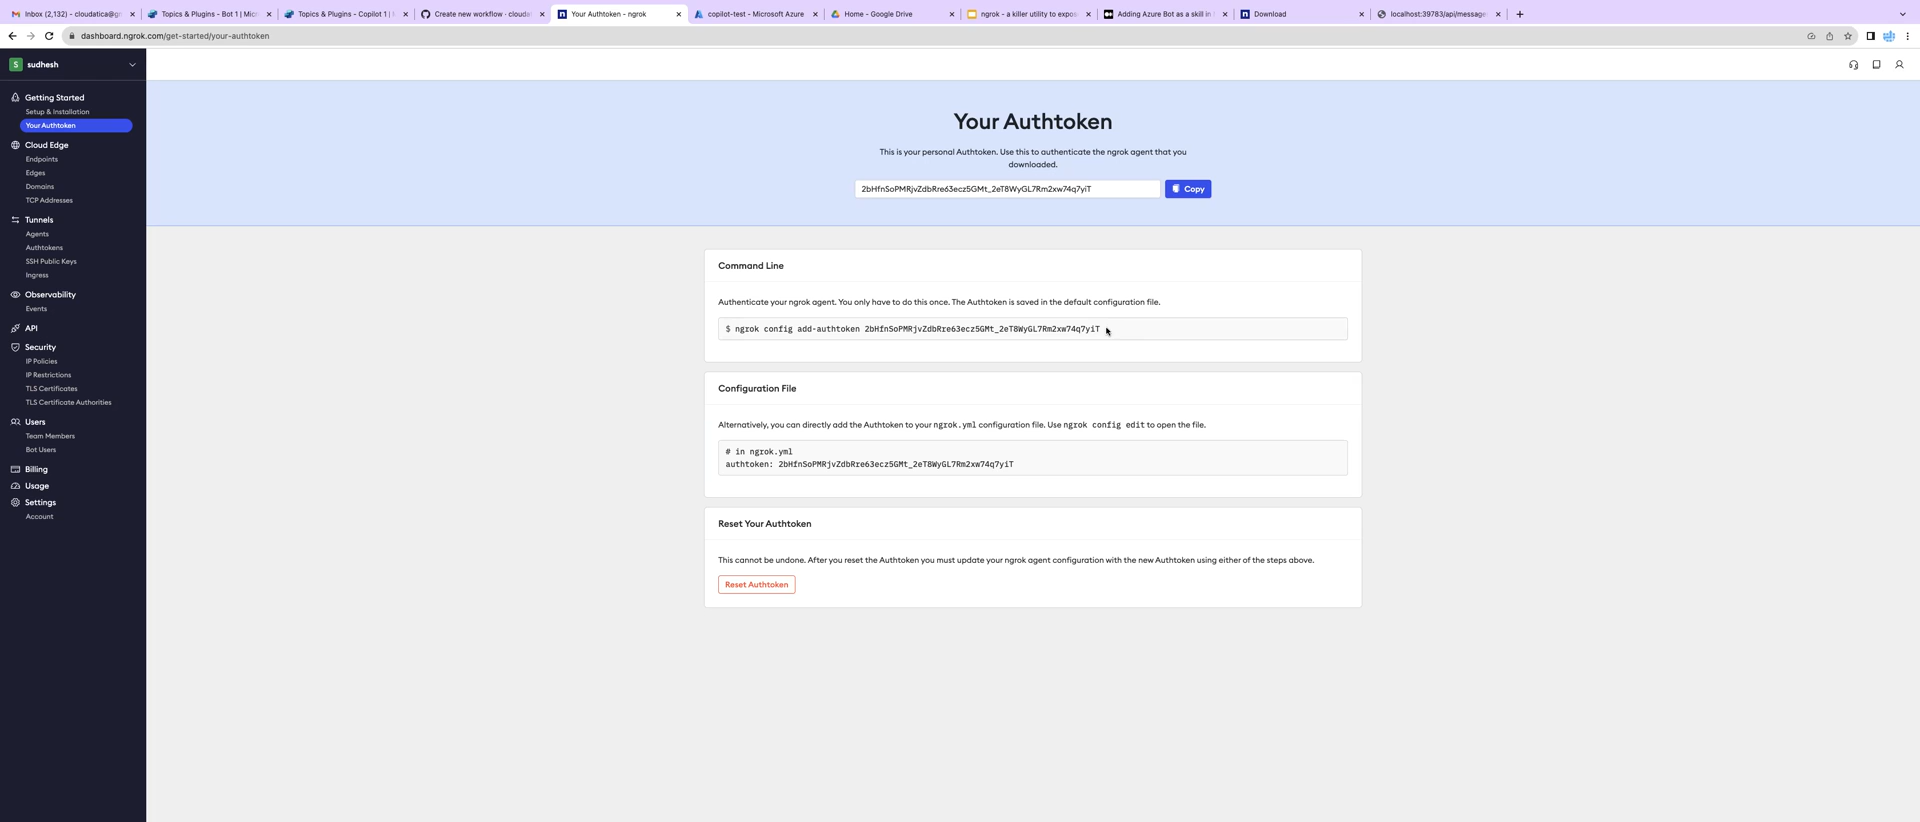 Inbox (2,132) - cloudatica@gm
Topics & Plugins - Bot 1 | Micr
Topics & Plugins - Copilot 1 |
Create new workflow · cloudat
Your Authtoken - ngrok
copilot-test - Microsoft Azure
Home - Google Drive
ngrok - a killer utility to expos
Adding Azure Bot as a skill in
Download
localhost:39783/api/message
dashboard.ngrok.com/get-started/your-authtoken
S sudhesh
Getting Started
Setup & Installation
Your Authtoken
Cloud Edge
Endpoints
Edges
Domains
TCP Addresses
Tunnels
Agents
Authtokens
SSH Public Keys
Ingress
Observability
Events
API
Security
IP Policies
IP Restrictions
TLS Certificates
TLS Certificate Authorities
Users
Team Members
Bot Users
Billing
Usage
Settings
Account
Your Authtoken
This is your personal Authtoken. Use this to authenticate the ngrok agent that you
downloaded.
2bHfnSoPMRjvZdbRre63ecz5GMt_2eT8WyGL7Rm2xw74q7yiT Copy
Command Line
Authenticate your ngrok agent. You only have to do this once. The Authtoken is saved in the default configuration file.
$ ngrok config add-authtoken 2bHfnSoPMRjvZdbRre63ecz5GMt_2eT8WyGL7Rm2xw74q7yiT
Configuration File
Alternatively, you can directly add the Authtoken to your ngrok.yml configuration file. Use ngrok config edit to open the file.
# in ngrok.yml
authtoken: 2bHfnSoPMRjvZdbRre63ecz5GMt_2eT8WyGL7Rm2xw74q7yiT
Reset Your Authtoken
This cannot be undone. After you reset the Authtoken you must update your ngrok agent configuration with the new Authtoken using either of the steps above.
Reset Authtoken